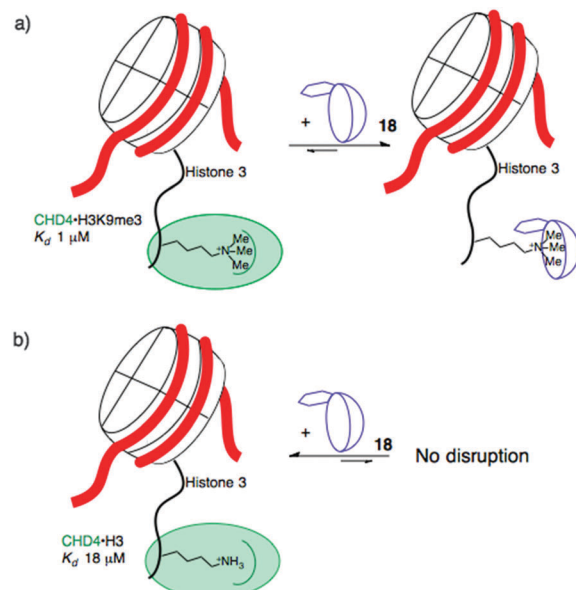 a)
+
18
Histone 3
Histone 3
CHD4•H3K9me3
Kd 1 μM
Me
+N Me
Me
Me
+N Me
Me
b)
+
18
No disruption
Histone 3
CHD4•H3
Kd 18 μM
+NH3